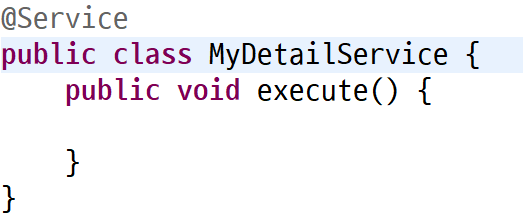 @Service
public class MyDetailService {
    public void execute() {
    }
}